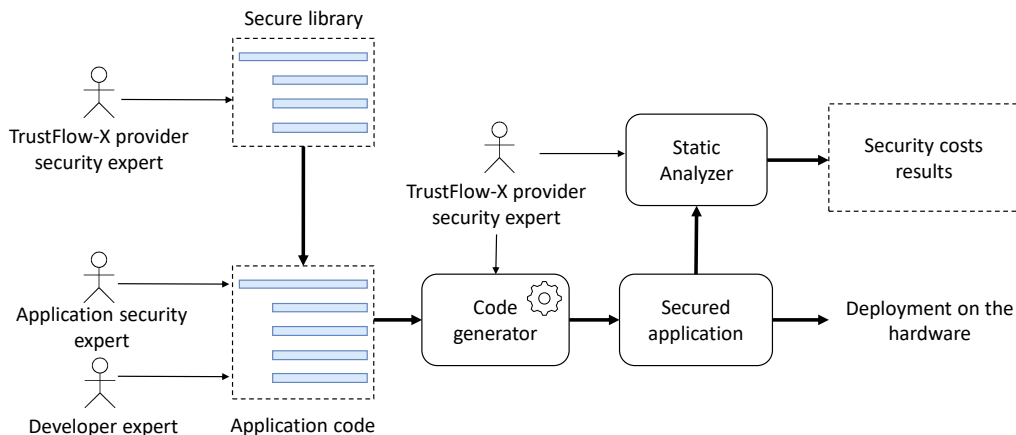 Secure library
TrustFlow-X provider
security expert
TrustFlow-X provider
security expert
Static
Analyzer
Security costs
results
Application security
expert
Code
generator
Secured
application
Deployment on the
hardware
Developer expert
Application code